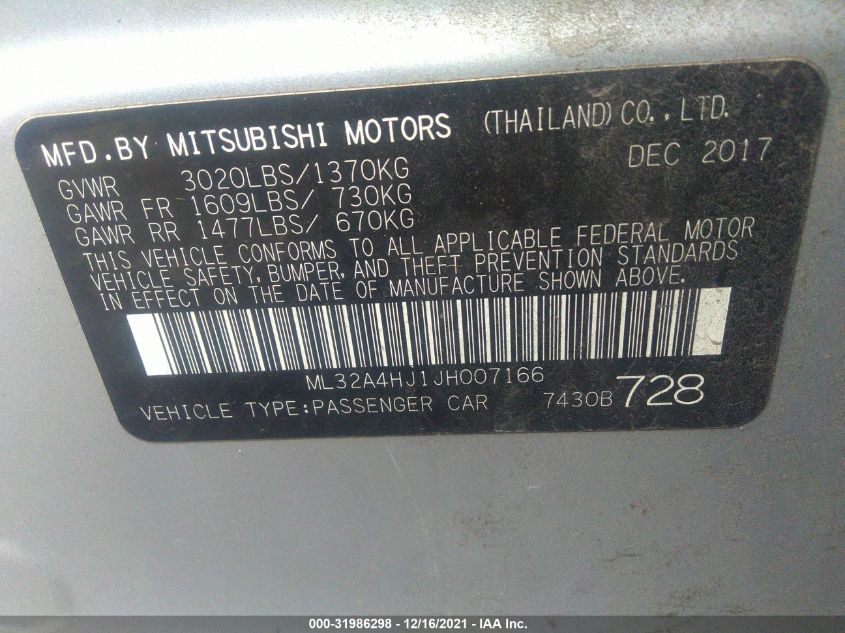 MFD.BY MITSUBISHI MOTORS (THAILAND) CO., LTD.
GVWR 3020LBS/1370KG DEC 2017
GAWR FR 1609LBS/ 730KG
GAWR RR 1477LBS/ 670KG
THIS VEHICLE CONFORMS TO ALL APPLICABLE FEDERAL MOTOR
VEHICLE SAFETY, BUMPER, AND THEFT PREVENTION STANDARDS
IN EFFECT ON THE DATE OF MANUFACTURE SHOWN ABOVE.
ML32A4HJ1JH007166
VEHICLE TYPE:PASSENGER CAR 7430B 728
000-31986298 - 12/16/2021 - IAA Inc.